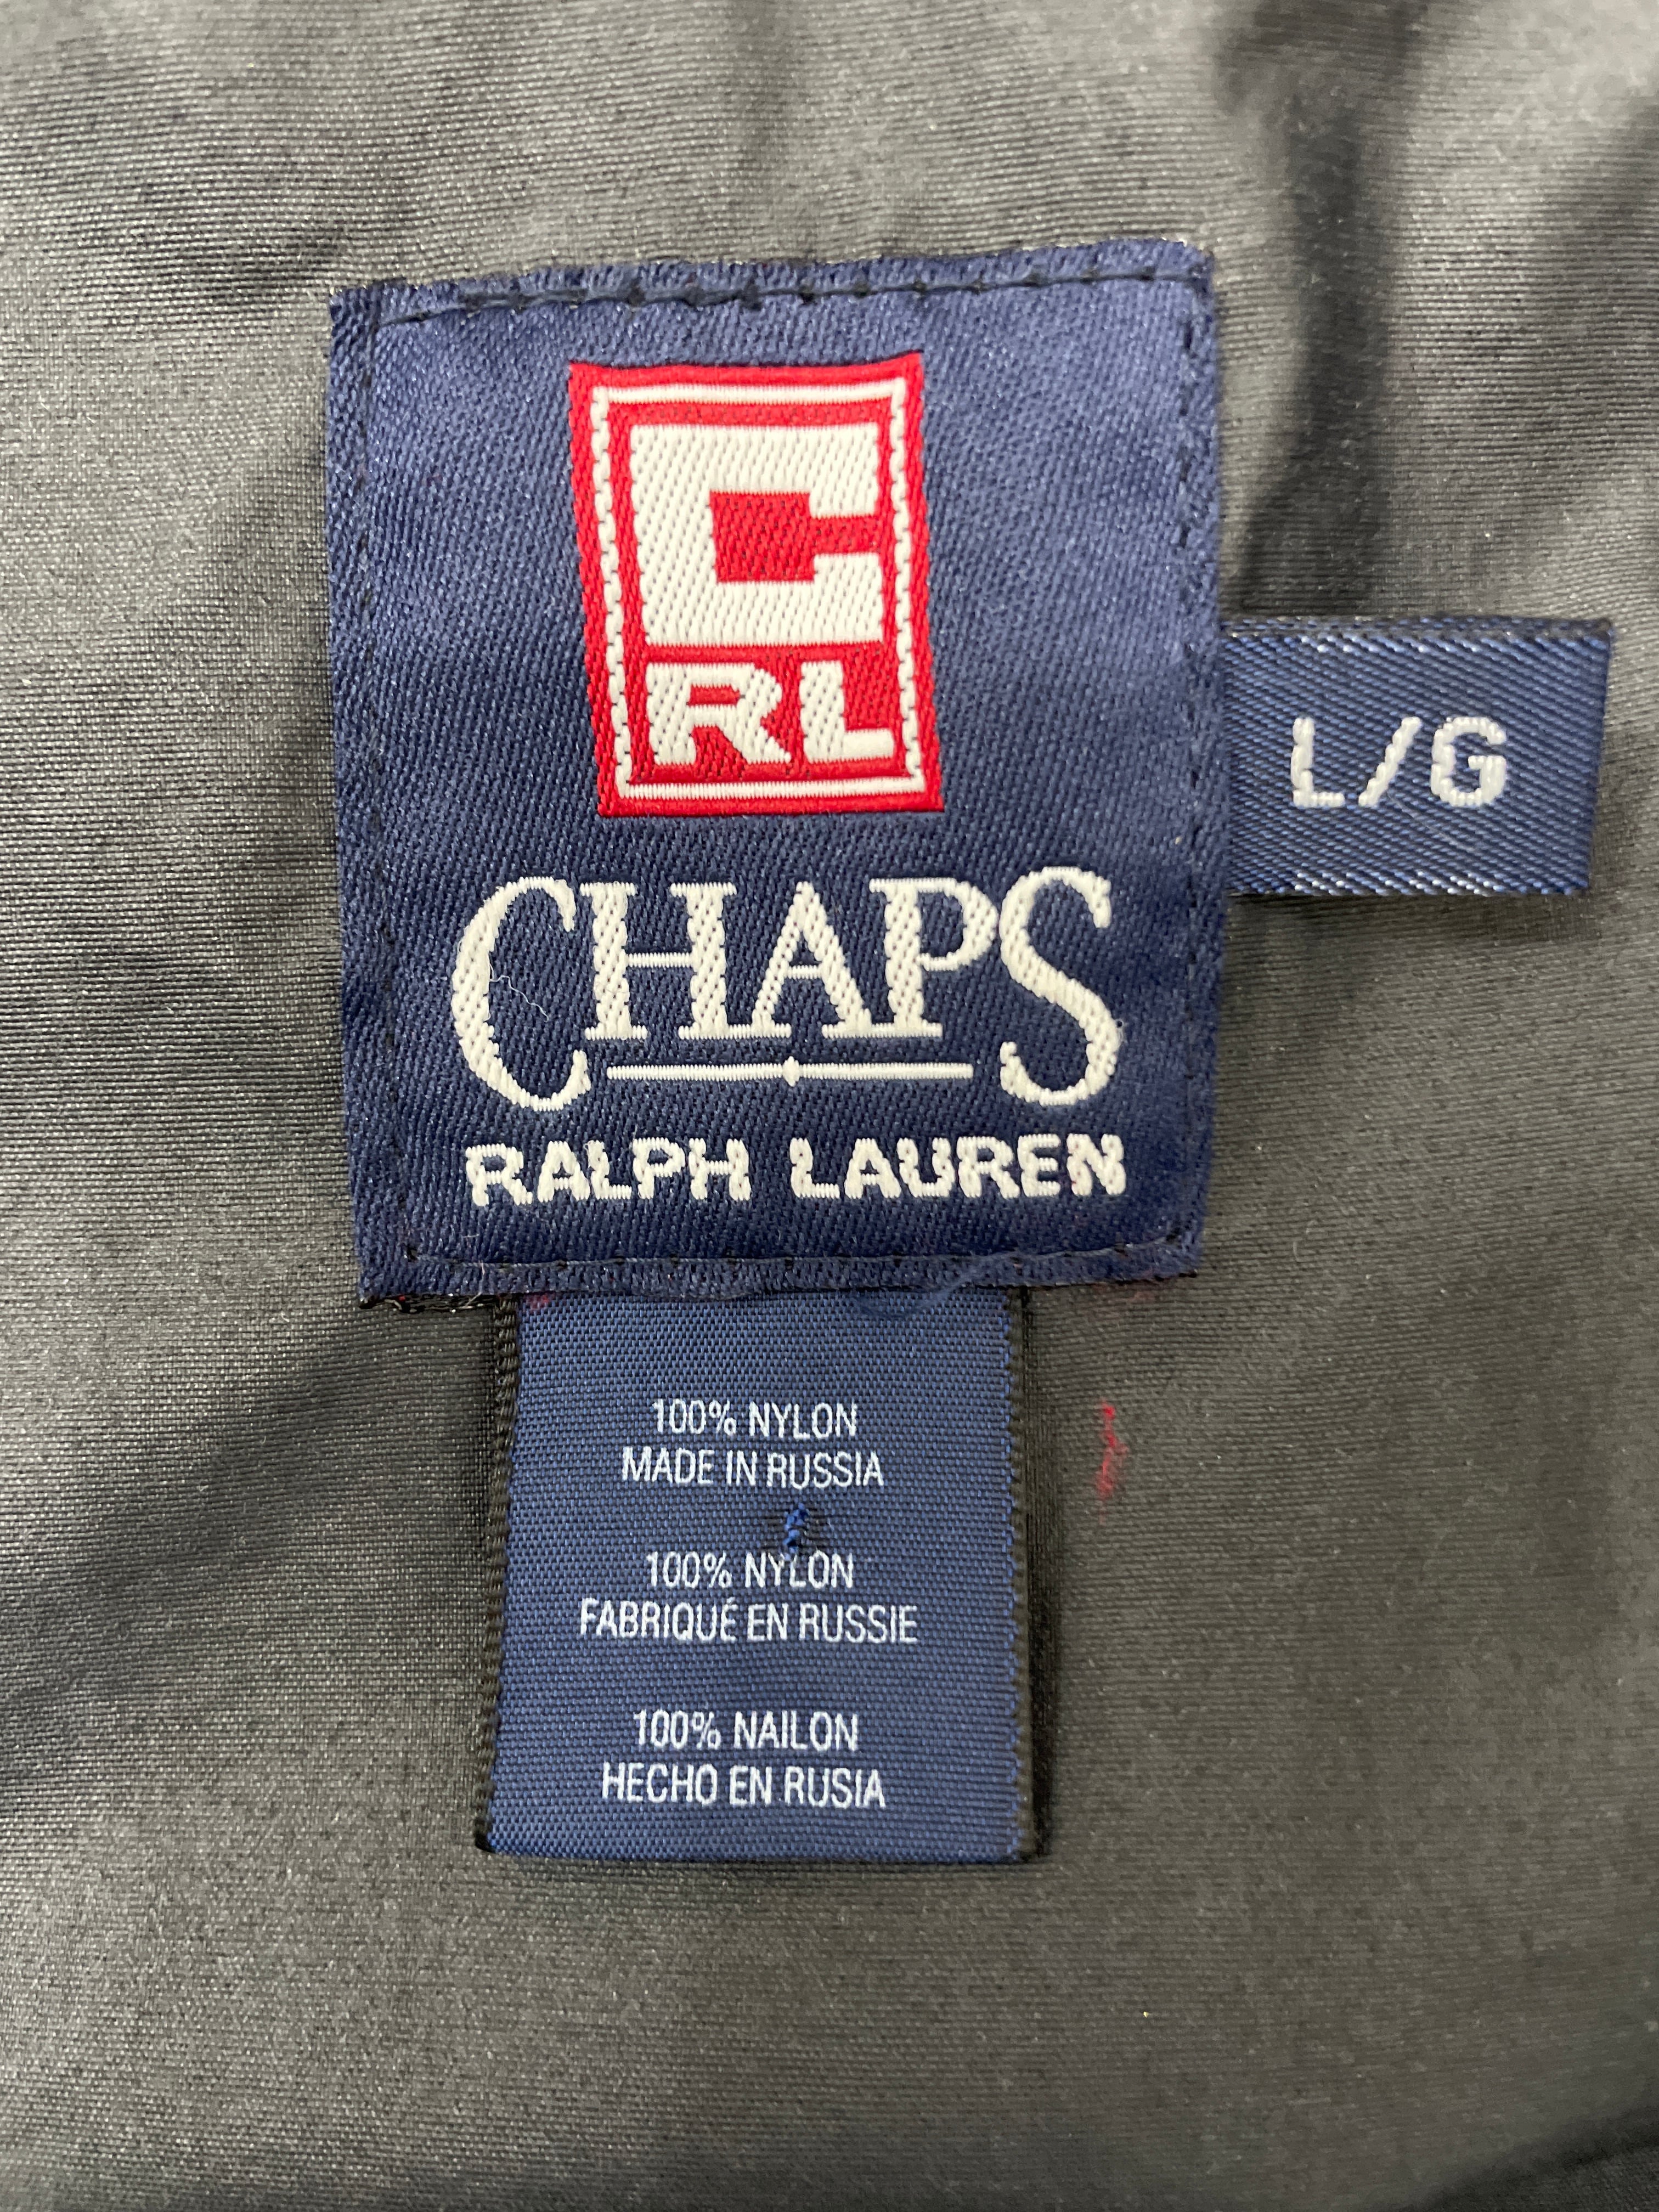 C
RL
CHAPS
RALPH LAUREN
L/G
100% NYLON
MADE IN RUSSIA
100% NYLON
FABRIQUÉ EN RUSSIE
100% NAILON
HECHO EN RUSIA